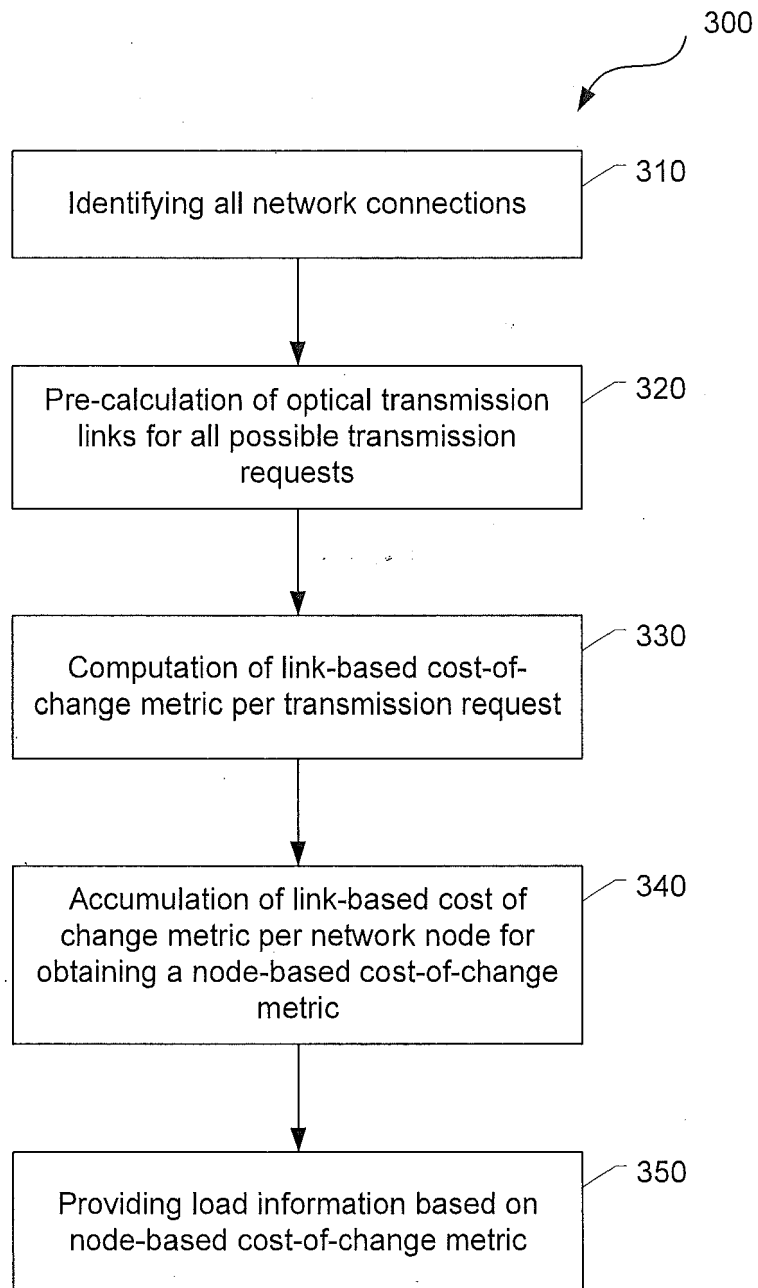 300
310
Identifying all network connections
320
Pre-calculation of optical transmission
links for all possible transmission
requests
330
Computation of link-based cost-of-
change metric per transmission request
340
Accumulation of link-based cost of
change metric per network node for
obtaining a node-based cost-of-change
metric
350
Providing load information based on
node-based cost-of-change metric